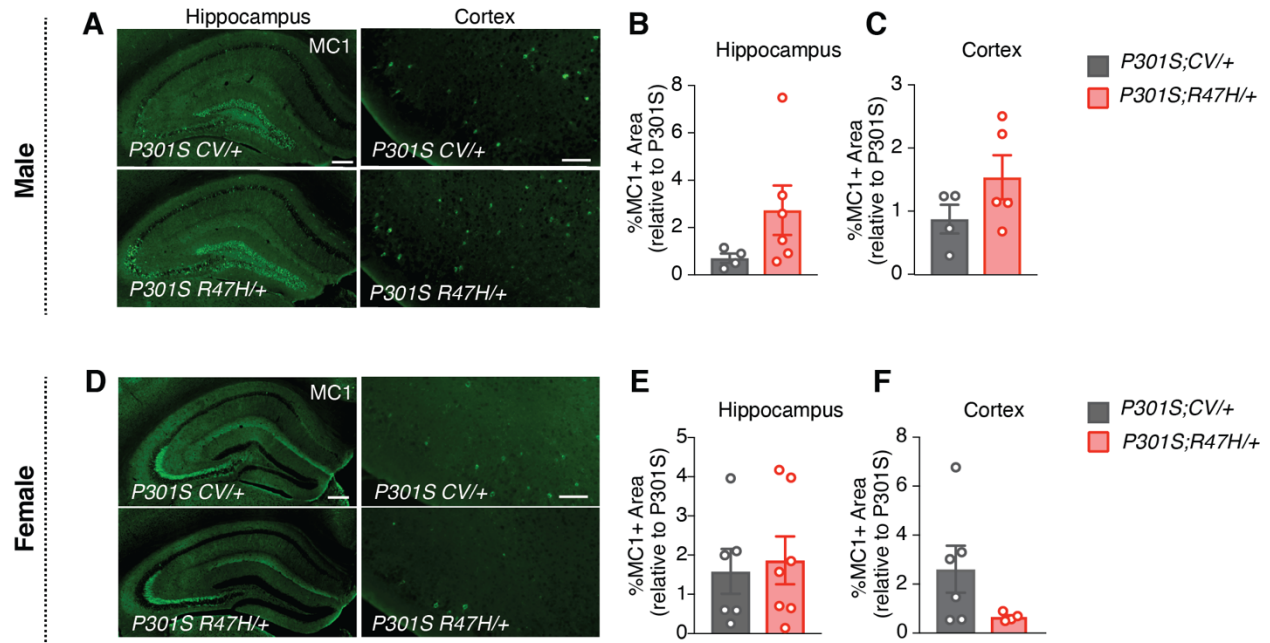 Male
A
Hippocampus
Cortex
MC1
P301S CV/+
P301S CV/+
P301S R47H/+
P301S R47H/+
B
Hippocampus
%MC1+ Area
(relative to P301S)
8
6
4
2
0
C
Cortex
%MC1+ Area
(relative to P301S)
3
2
1
0
P301S;CV/+
P301S;R47H/+
Female
D
MC1
P301S CV/+
P301S CV/+
P301S R47H/+
P301S R47H/+
E
Hippocampus
%MC1+ Area
(relative to P301S)
5
4
3
2
1
0
F
Cortex
%MC1+ Area
(relative to P301S)
8
6
4
2
0
P301S;CV/+
P301S;R47H/+